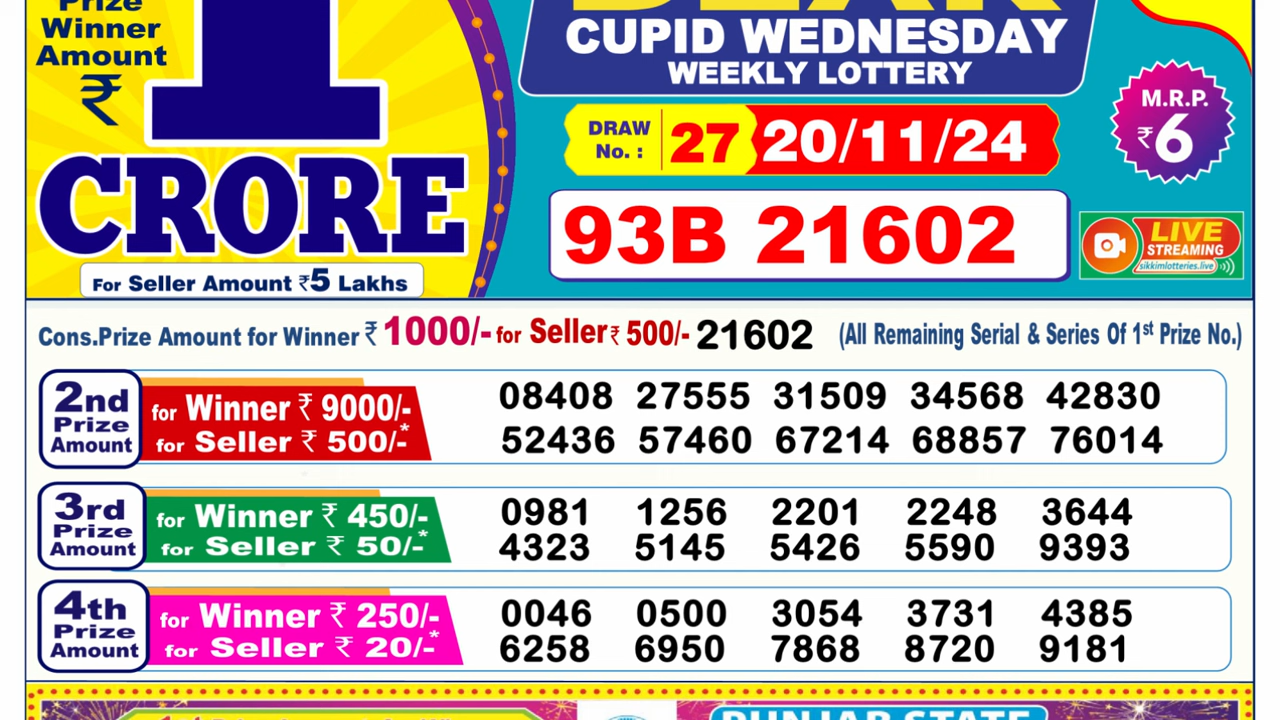 Prize
Winner
Amount
₹
1
CRORE
For Seller Amount ₹5 Lakhs
DEAR
CUPID WEDNESDAY
WEEKLY LOTTERY
DRAW No. : 27 20/11/24
93B 21602
M.R.P.
₹6
LIVE
STREAMING
sikkimlotteries.live
Cons.Prize Amount for Winner ₹ 1000/- for Seller ₹ 500/- 21602 (All Remaining Serial & Series Of 1st Prize No.)
2nd
Prize
Amount
for Winner ₹ 9000/-
for Seller ₹ 500/-*
08408 27555 31509 34568 42830
52436 57460 67214 68857 76014
3rd
Prize
Amount
for Winner ₹ 450/-
for Seller ₹ 50/-*
0981 1256 2201 2248 3644
4323 5145 5426 5590 9393
4th
Prize
Amount
for Winner ₹ 250/-
for Seller ₹ 20/-*
0046 0500 3054 3731 4385
6258 6950 7868 8720 9181
PUNJAB STATE